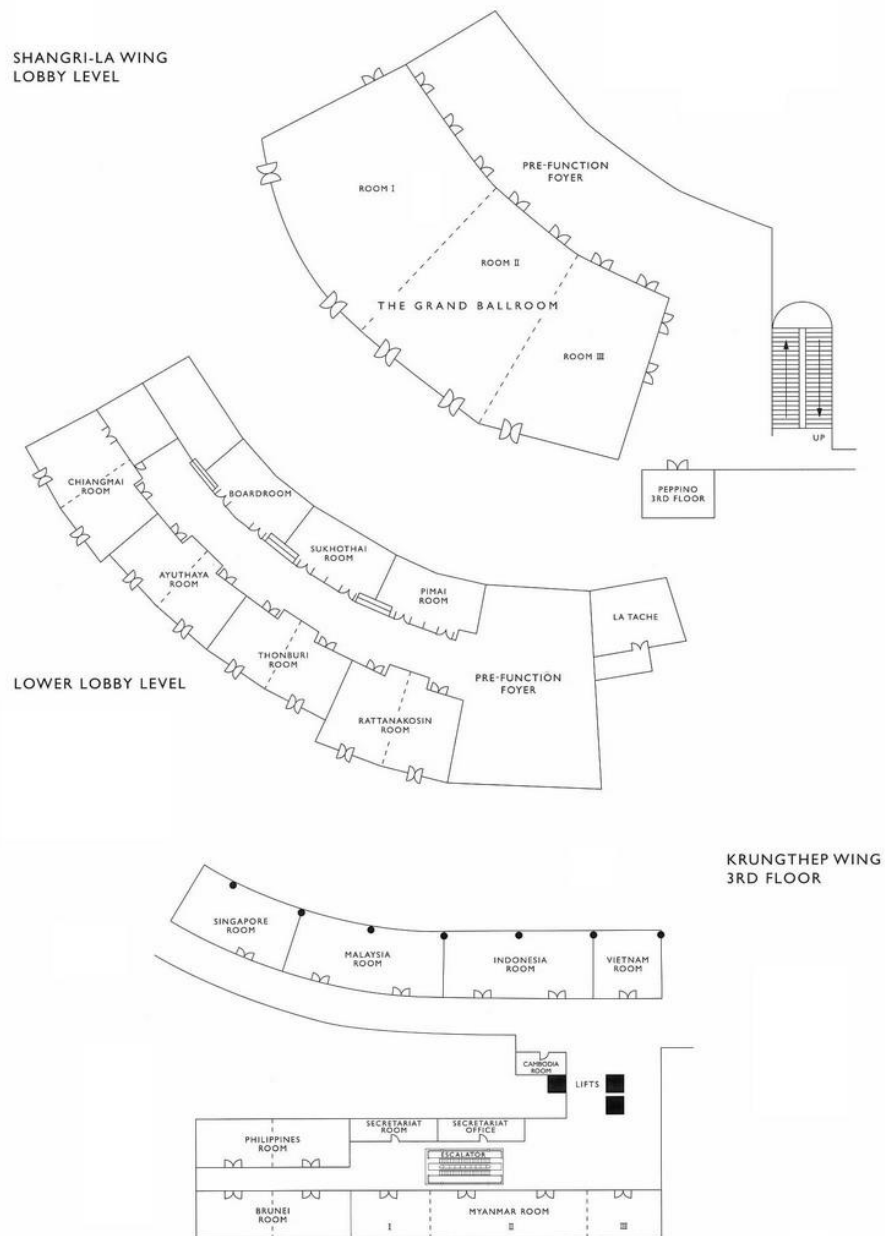 SHANGRI-LA WING
LOBBY LEVEL
PRE-FUNCTION
FOYER
ROOM I
ROOM II
THE GRAND BALLROOM
ROOM III
UP
PEPPINO
3RD FLOOR
CHIANGMAI
ROOM
BOARDROOM
SUKHOTHAI
ROOM
AYUTHAYA
ROOM
PIMAI
ROOM
LA TACHE
THONBURI
ROOM
PRE-FUNCTION
FOYER
LOWER LOBBY LEVEL
RATTANAKOSIN
ROOM
KRUNGTHEP WING
3RD FLOOR
SINGAPORE
ROOM
MALAYSIA
ROOM
INDONESIA
ROOM
VIETNAM
ROOM
CAMBODIA
ROOM
LIFTS
SECRETARIAT
ROOM
SECRETARIAT
OFFICE
PHILIPPINES
ROOM
ESCALATOR
BRUNEI
ROOM
MYANMAR ROOM
I
II
III